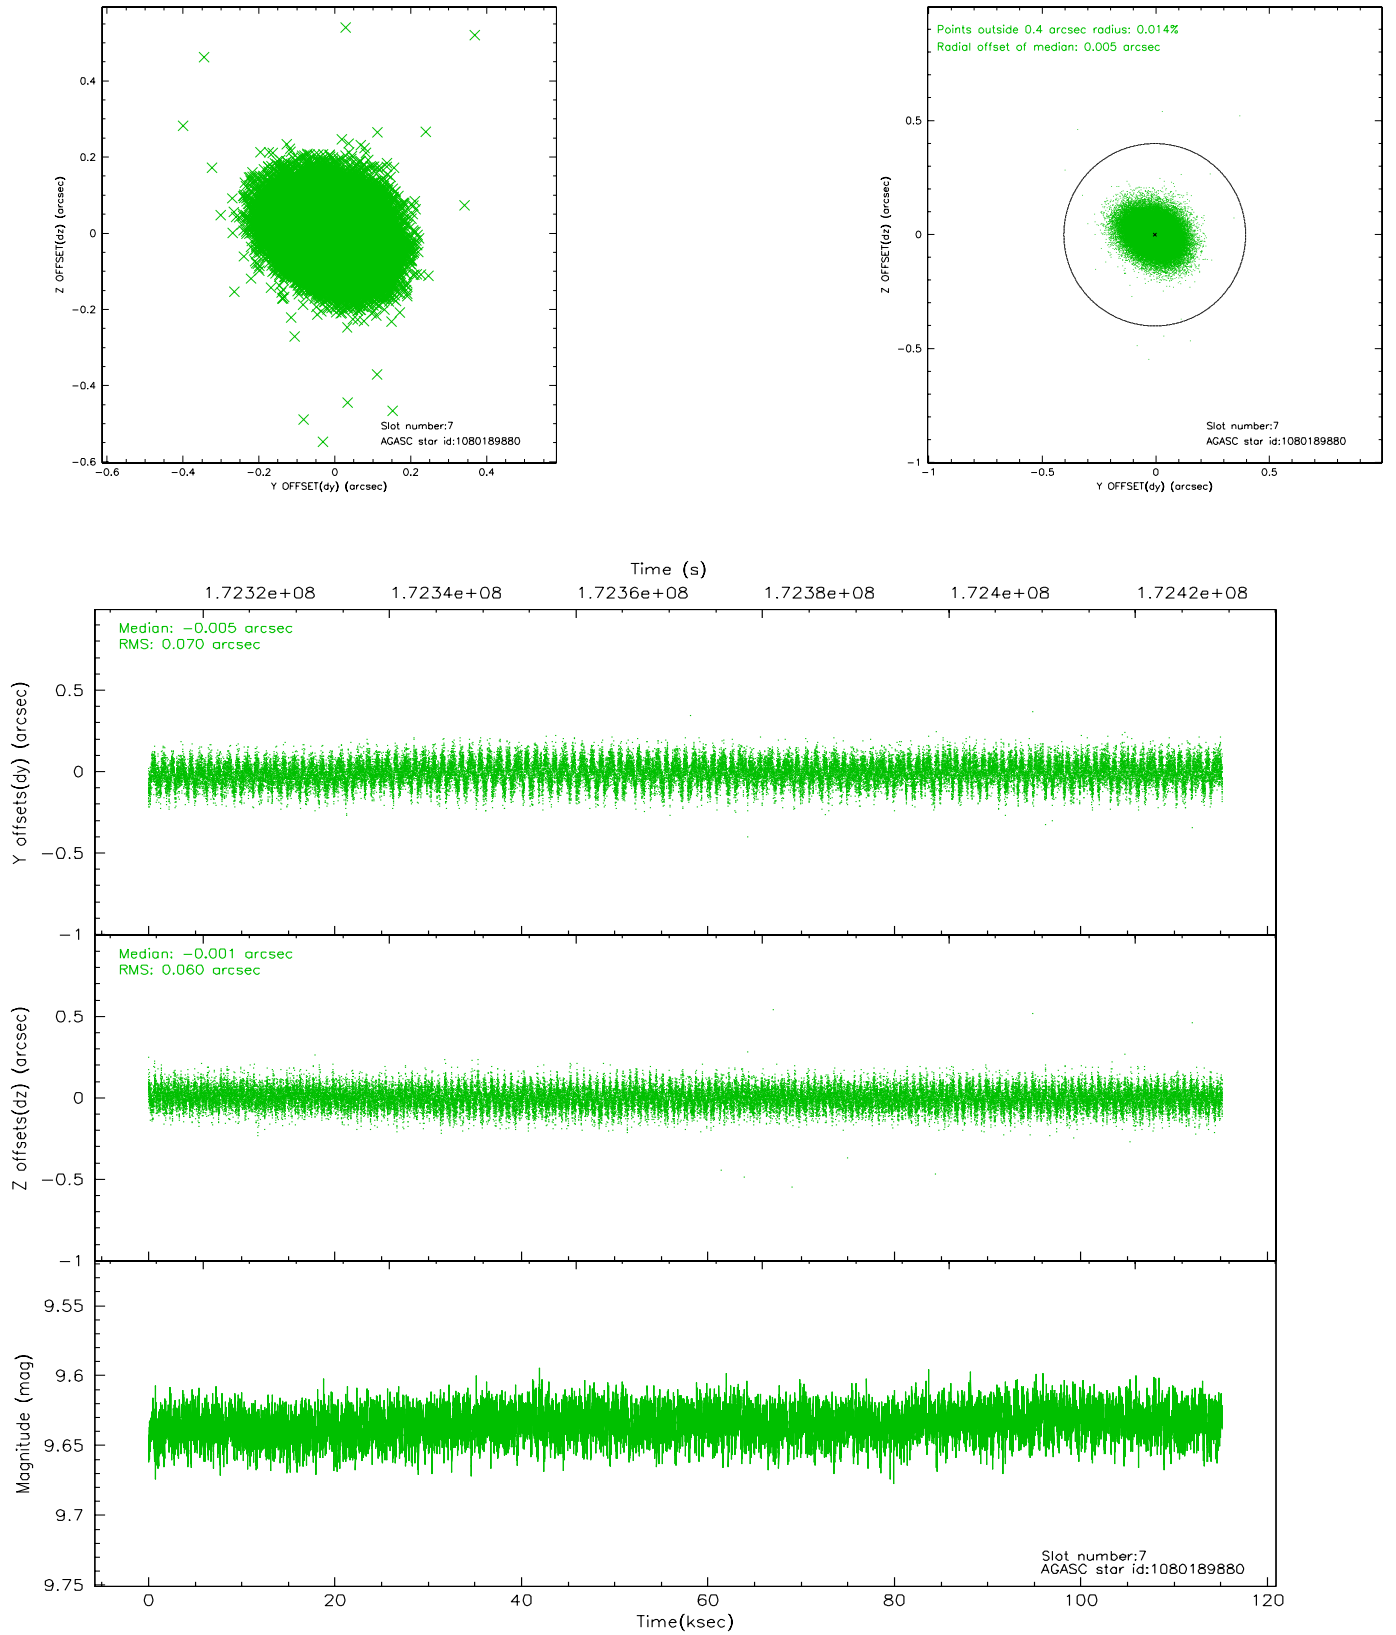 0.4
0.2
0
−0.2
−0.4
−0.6
Z OFFSET(dz) (arcsec)
−0.6 −0.4 −0.2 0 0.2 0.4
Y OFFSET(dy) (arcsec)
Slot number:7
AGASC star id:1080189880
Points outside 0.4 arcsec radius: 0.014%
Radial offset of median: 0.005 arcsec
0.5
0
−0.5
−1
Z OFFSET(dz) (arcsec)
−1 −0.5 0 0.5
Y OFFSET(dy) (arcsec)
Slot number:7
AGASC star id:1080189880
Time (s)
1.7232e+08 1.7234e+08 1.7236e+08 1.7238e+08 1.724e+08 1.7242e+08
Median: −0.005 arcsec
RMS: 0.070 arcsec
0.5
0
−0.5
−1
Y offsets(dy) (arcsec)
Median: −0.001 arcsec
RMS: 0.060 arcsec
0.5
0
−0.5
−1
Z offsets(dz) (arcsec)
9.55
9.6
9.65
9.7
9.75
Magnitude (mag)
Slot number:7
AGASC star id:1080189880
0 20 40 60 80 100 120
Time(ksec)